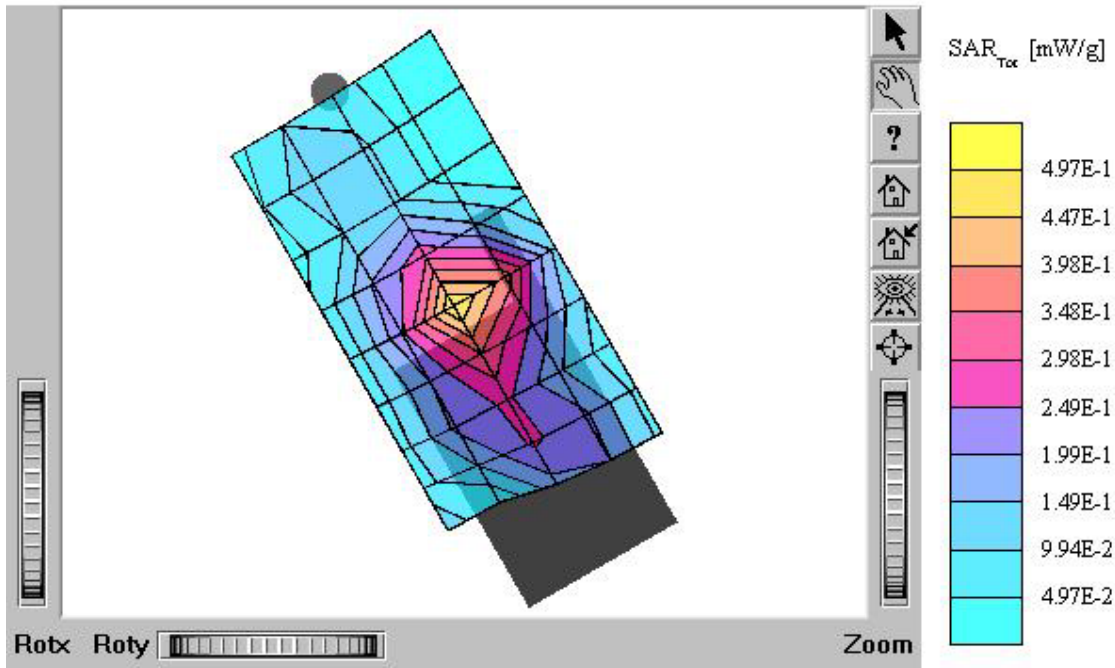 SAR_Tot [mW/g]
?
4.97E-1
4.47E-1
3.98E-1
3.48E-1
2.98E-1
2.49E-1
1.99E-1
1.49E-1
9.94E-2
4.97E-2
Rotx Roty Zoom